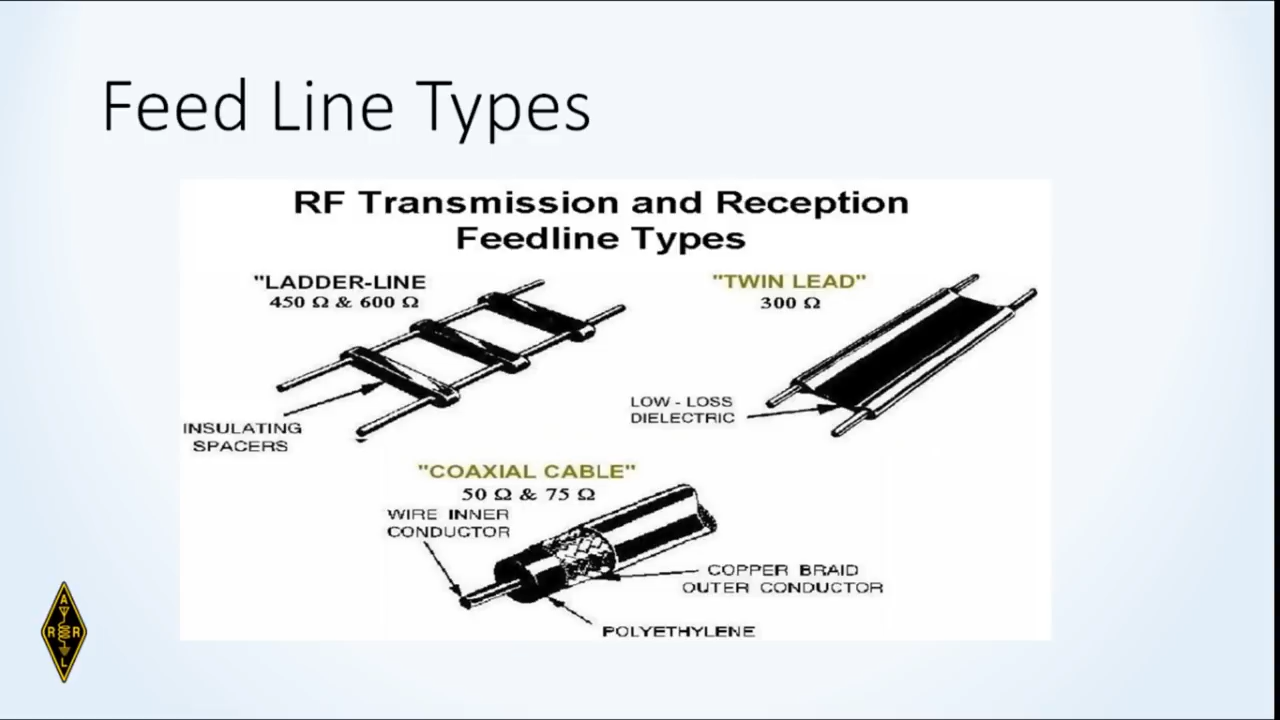 Feed Line Types
RF Transmission and Reception
Feedline Types
"LADDER-LINE
450 Ω & 600 Ω
INSULATING
SPACERS
"TWIN LEAD"
300 Ω
LOW - LOSS
DIELECTRIC
"COAXIAL CABLE"
50 Ω & 75 Ω
WIRE INNER
CONDUCTOR
COPPER BRAID
OUTER CONDUCTOR
POLYETHYLENE
A
R R
L